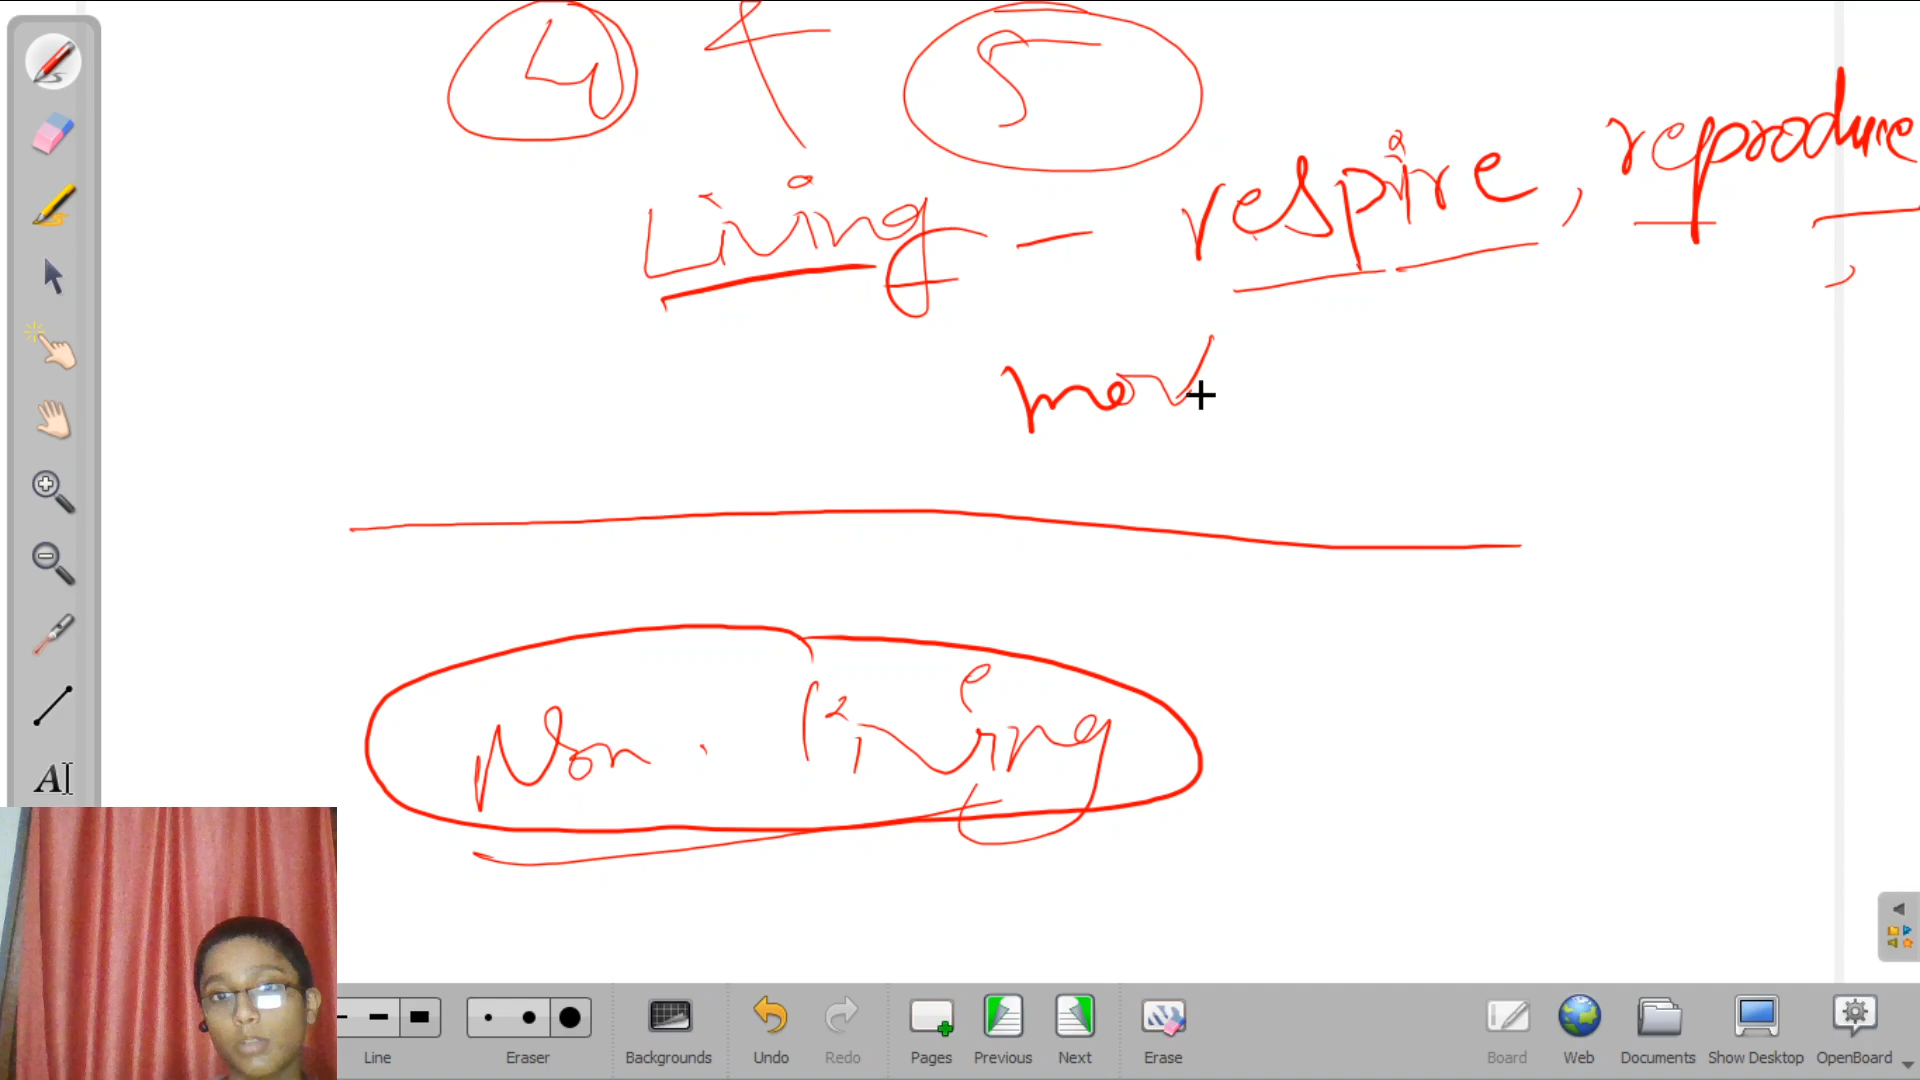 4 5
Living - respire, reproduce,
mov
Non. living
A
Line Eraser Backgrounds Undo Redo Pages Previous Next Erase Board Web Documents Show Desktop OpenBoard